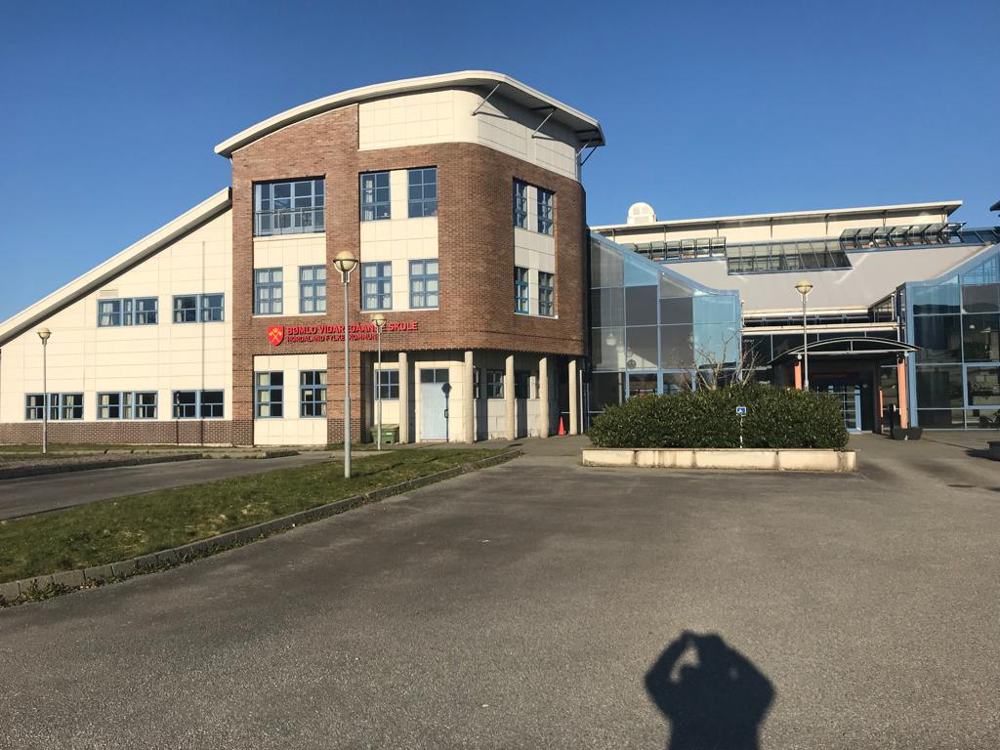 BØMLO VIDAREGÅANDE SKULE
HORDALAND FYLKESKOMMUNE